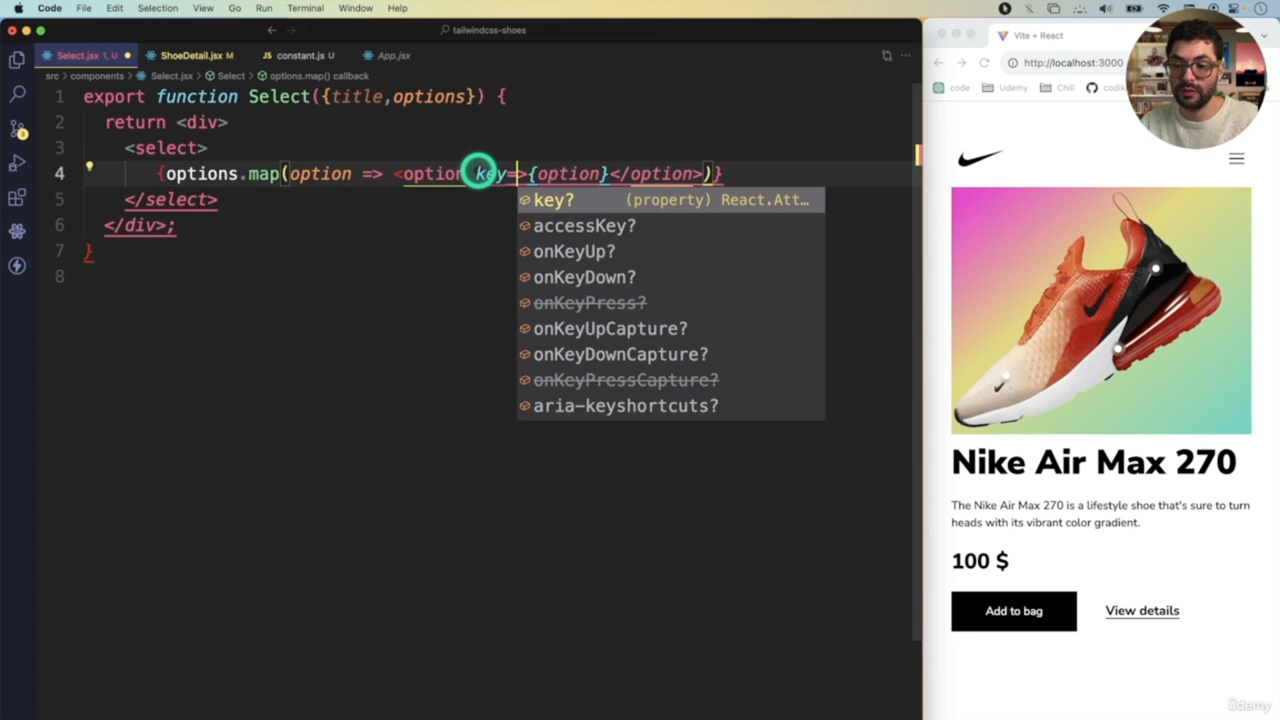 Code File Edit Selection View Go Run Terminal Window Help
tailwindcss-shoes
Select.jsx 1, U
ShoeDetail.jsx M
JS constant.js U
App.jsx
src > components > Select.jsx > Select > options.map() callback
1 export function Select({title,options}) {
2 return <div>
3 <select>
4 {options.map(option => <option key=>{option}</option>)}
5 </select>
6 </div>;
7 }
8
key? (property) React.Att…
accessKey?
onKeyUp?
onKeyDown?
onKeyPress?
onKeyUpCapture?
onKeyDownCapture?
onKeyPressCapture?
aria-keyshortcuts?
3
Vite + React
http://localhost:3000
code Udemy Chill
Nike Air Max 270
The Nike Air Max 270 is a lifestyle shoe that's sure to turn
heads with its vibrant color gradient.
100 $
Add to bag View details
ûdemy